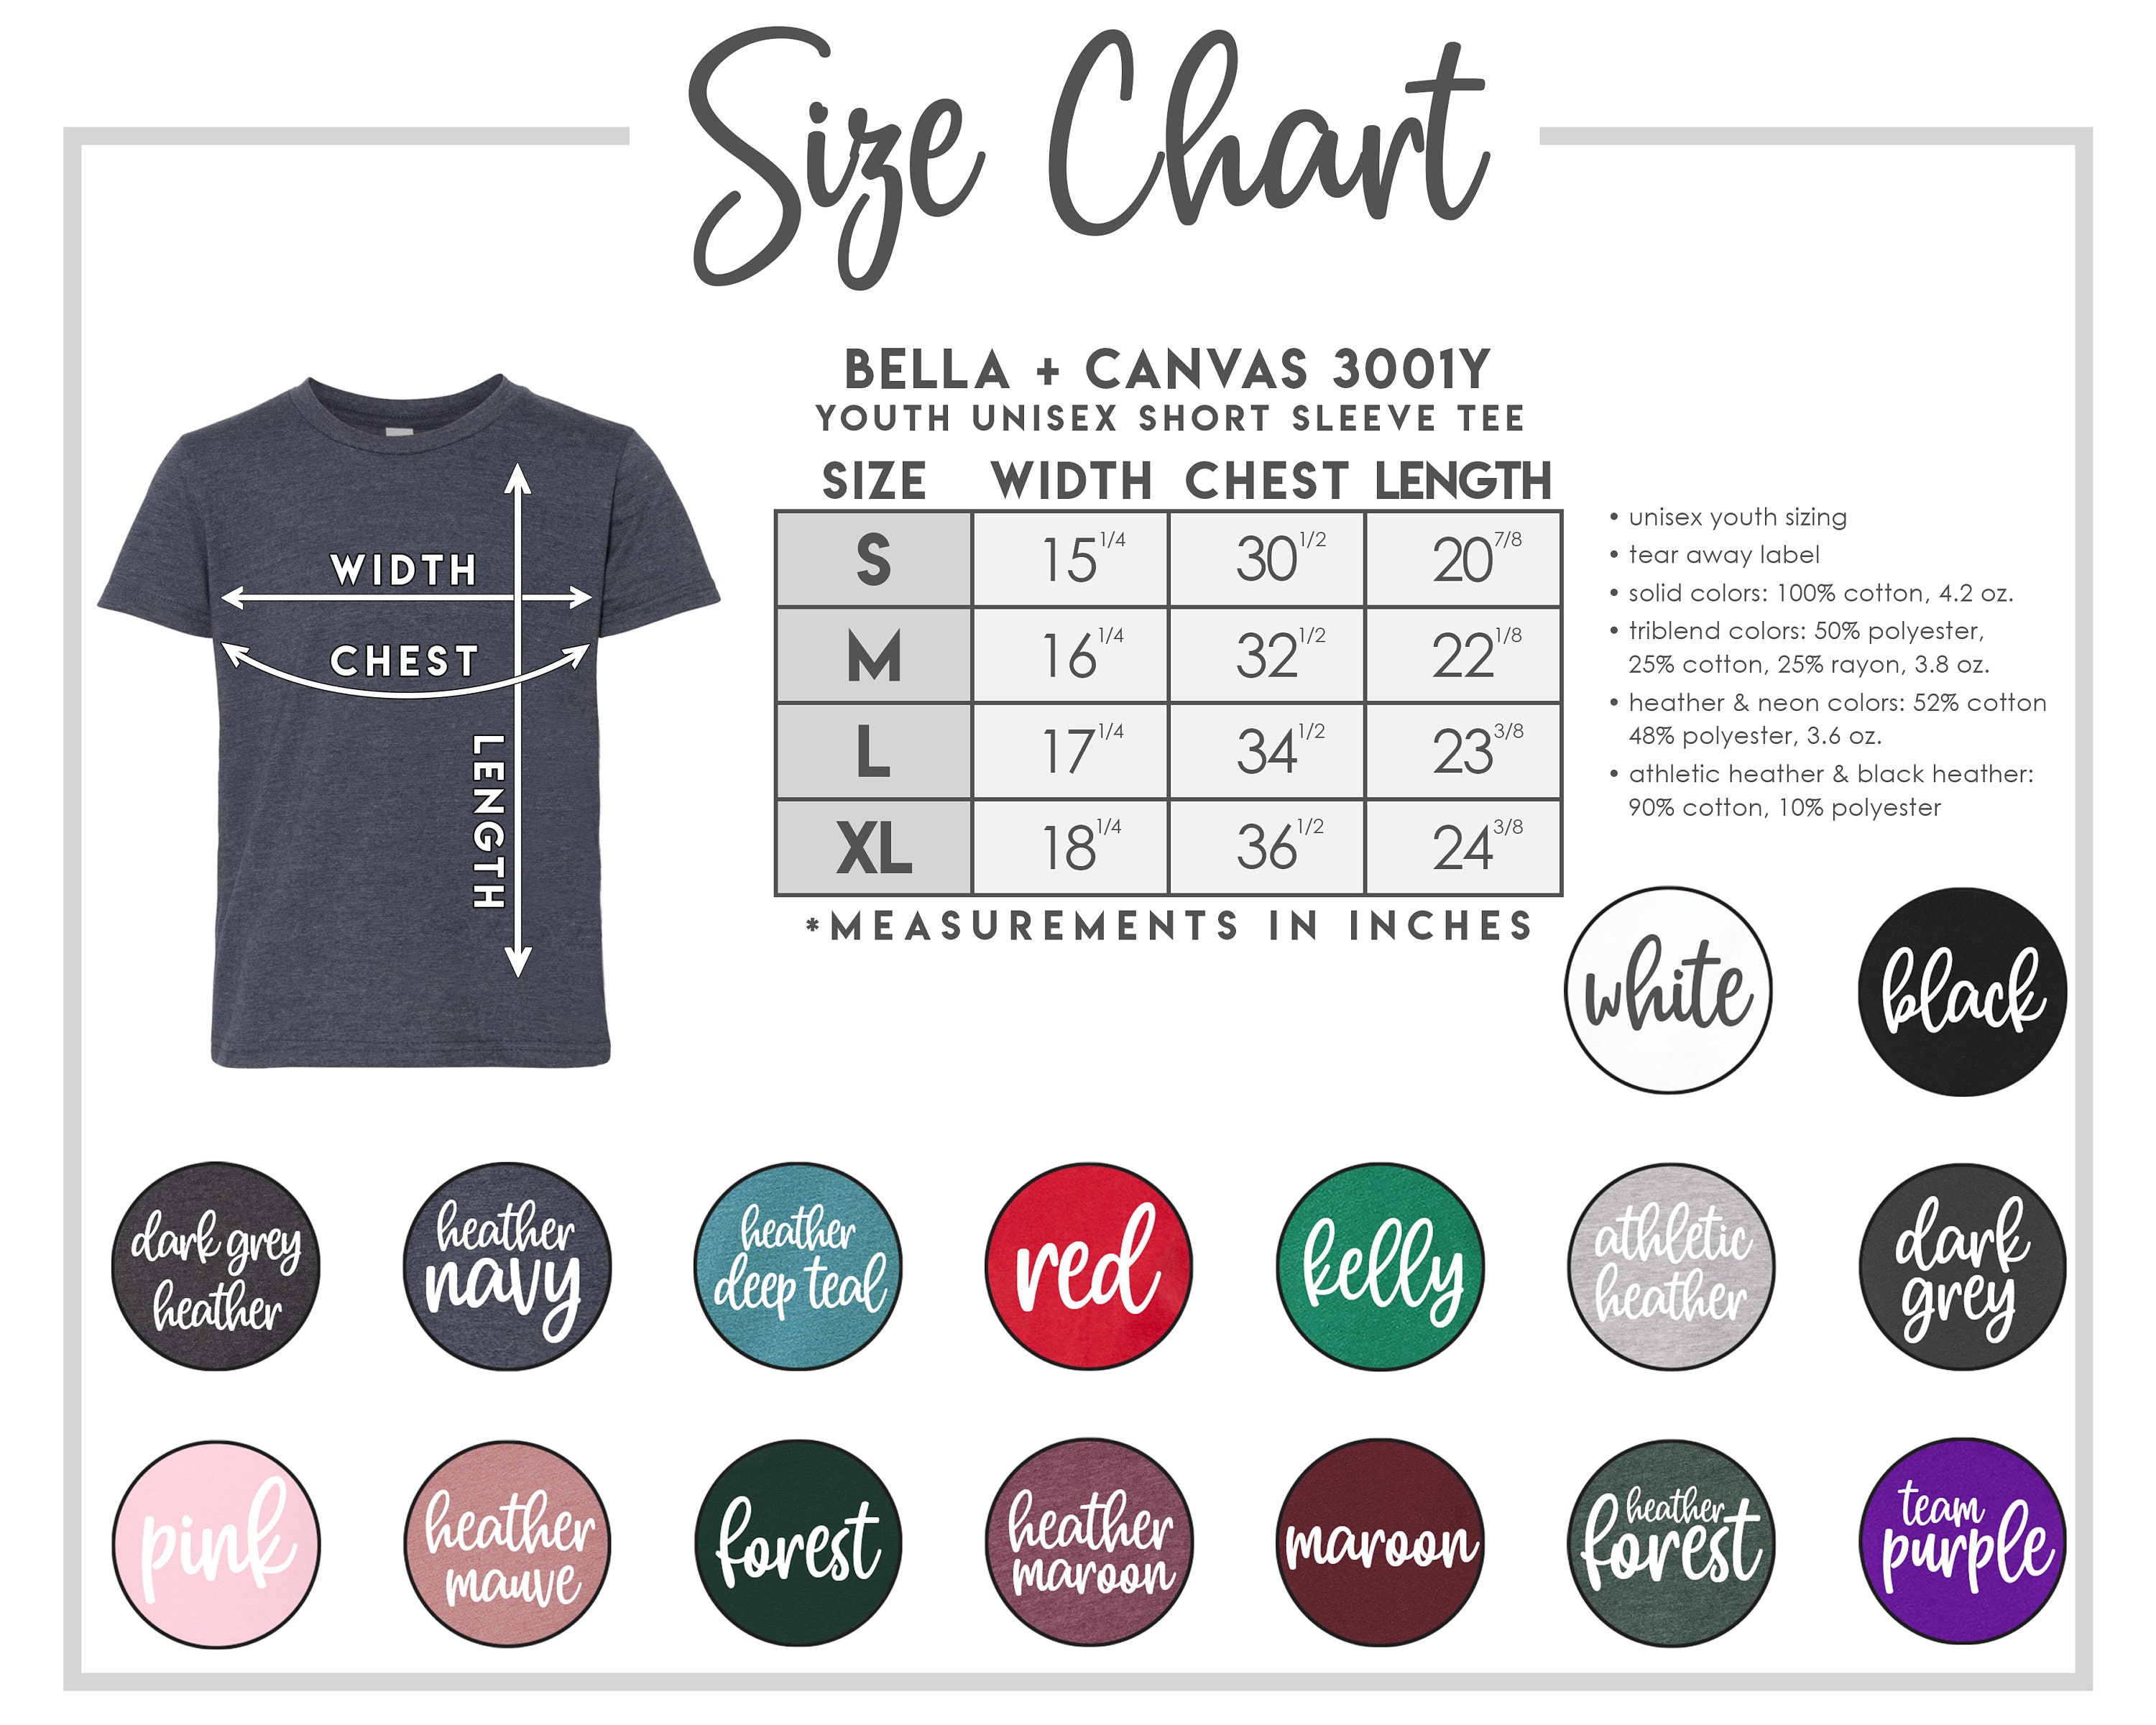 Size Chart
BELLA + CANVAS 3001Y
YOUTH UNISEX SHORT SLEEVE TEE
SIZE WIDTH CHEST LENGTH
S 15 1/4 30 1/2 20 7/8
M 16 1/4 32 1/2 22 1/8
L 17 1/4 34 1/2 23 3/8
XL 18 1/4 36 1/2 24 3/8
*MEASUREMENTS IN INCHES
WIDTH
CHEST
LENGTH
• unisex youth sizing
• tear away label
• solid colors: 100% cotton, 4.2 oz.
• triblend colors: 50% polyester,
25% cotton, 25% rayon, 3.8 oz.
• heather & neon colors: 52% cotton
48% polyester, 3.6 oz.
• athletic heather & black heather:
90% cotton, 10% polyester
white
black
dark grey
heather
heather
navy
heather
deep teal
red
kelly
athletic
heather
dark
grey
pink
heather
mauve
forest
heather
maroon
maroon
heather
forest
team
purple